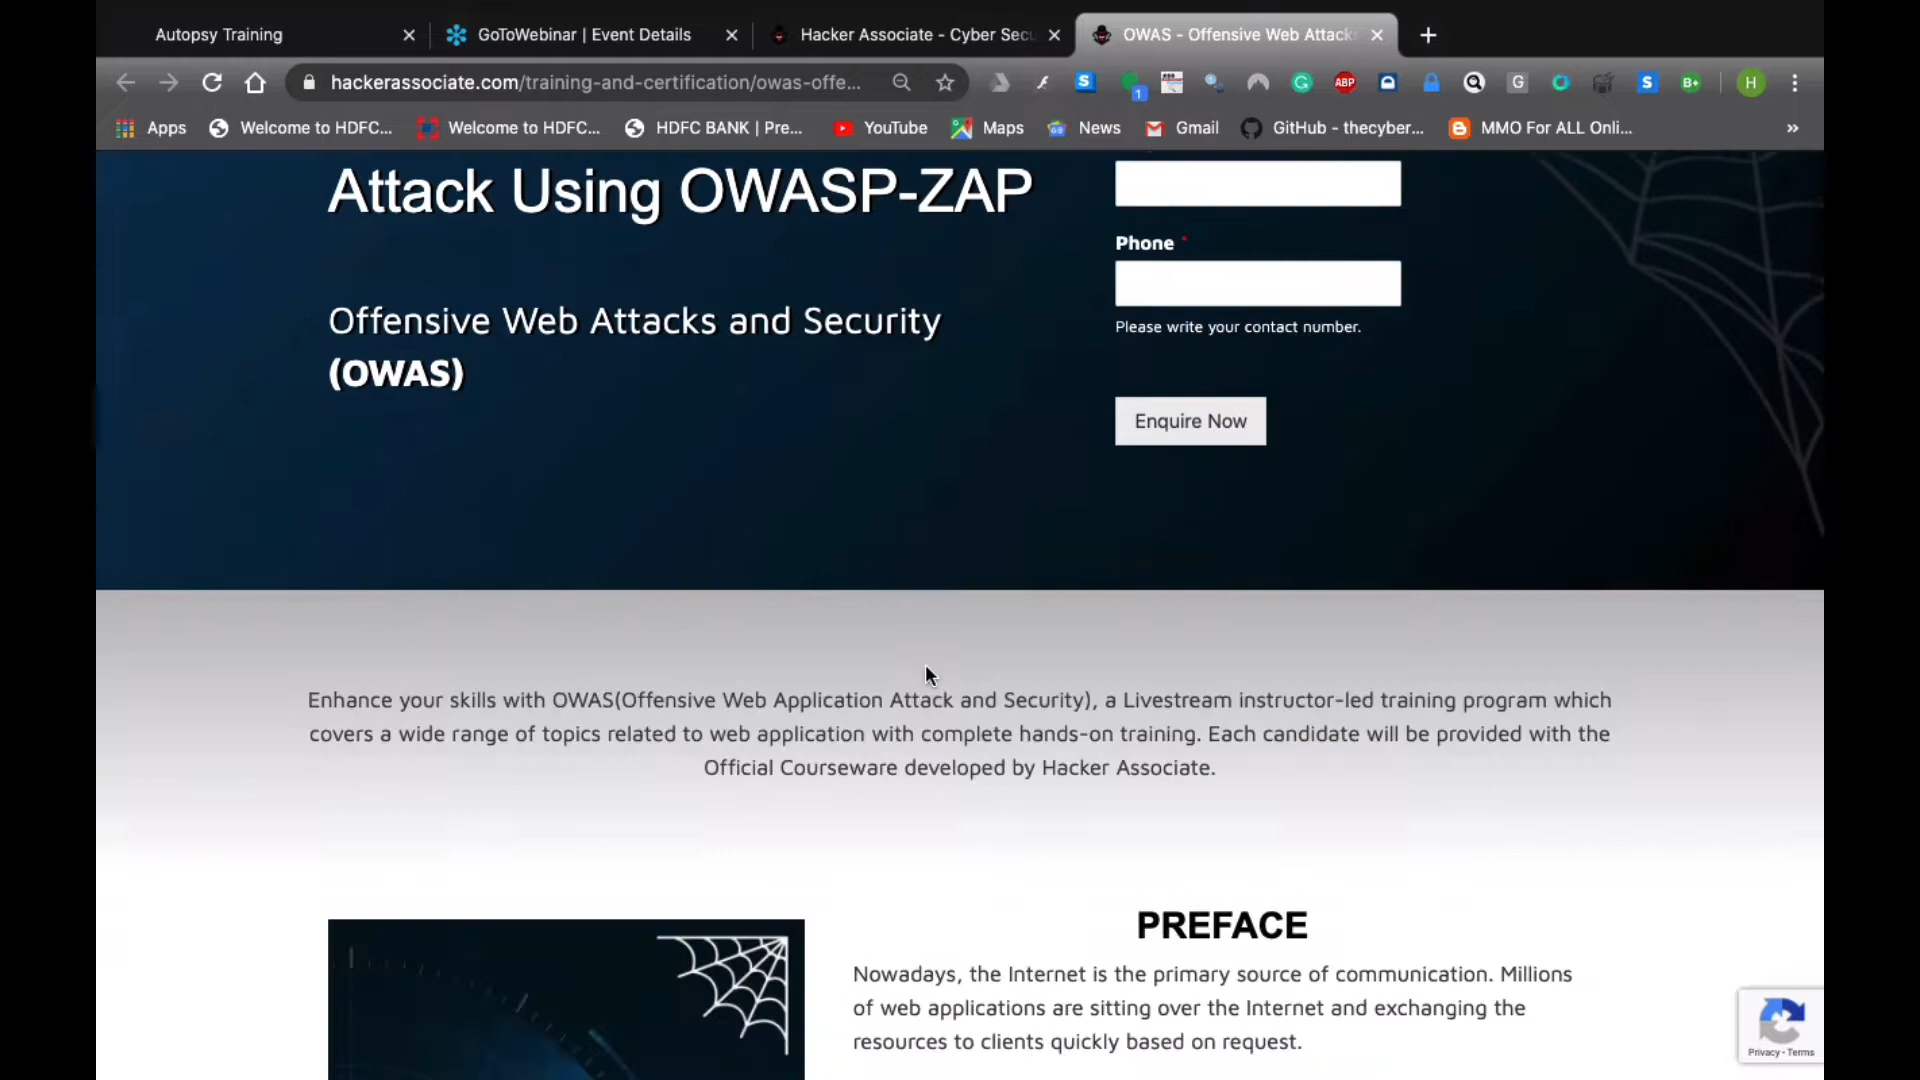 Autopsy Training
GoToWebinar | Event Details
Hacker Associate - Cyber Secu
OWAS - Offensive Web Attack
hackerassociate.com/training-and-certification/owas-offe...
S
1
G
ABP
G
S
B+
H
Apps
Welcome to HDFC...
Welcome to HDFC...
HDFC BANK | Pre...
YouTube
Maps
News
Gmail
GitHub - thecyber...
MMO For ALL Onli...
»
Attack Using OWASP-ZAP
Phone *
Offensive Web Attacks and Security
(OWAS)
Please write your contact number.
Enquire Now
Enhance your skills with OWAS(Offensive Web Application Attack and Security), a Livestream instructor-led training program which
covers a wide range of topics related to web application with complete hands-on training. Each candidate will be provided with the
Official Courseware developed by Hacker Associate.
PREFACE
Nowadays, the Internet is the primary source of communication. Millions
of web applications are sitting over the Internet and exchanging the
resources to clients quickly based on request.
Privacy - Terms